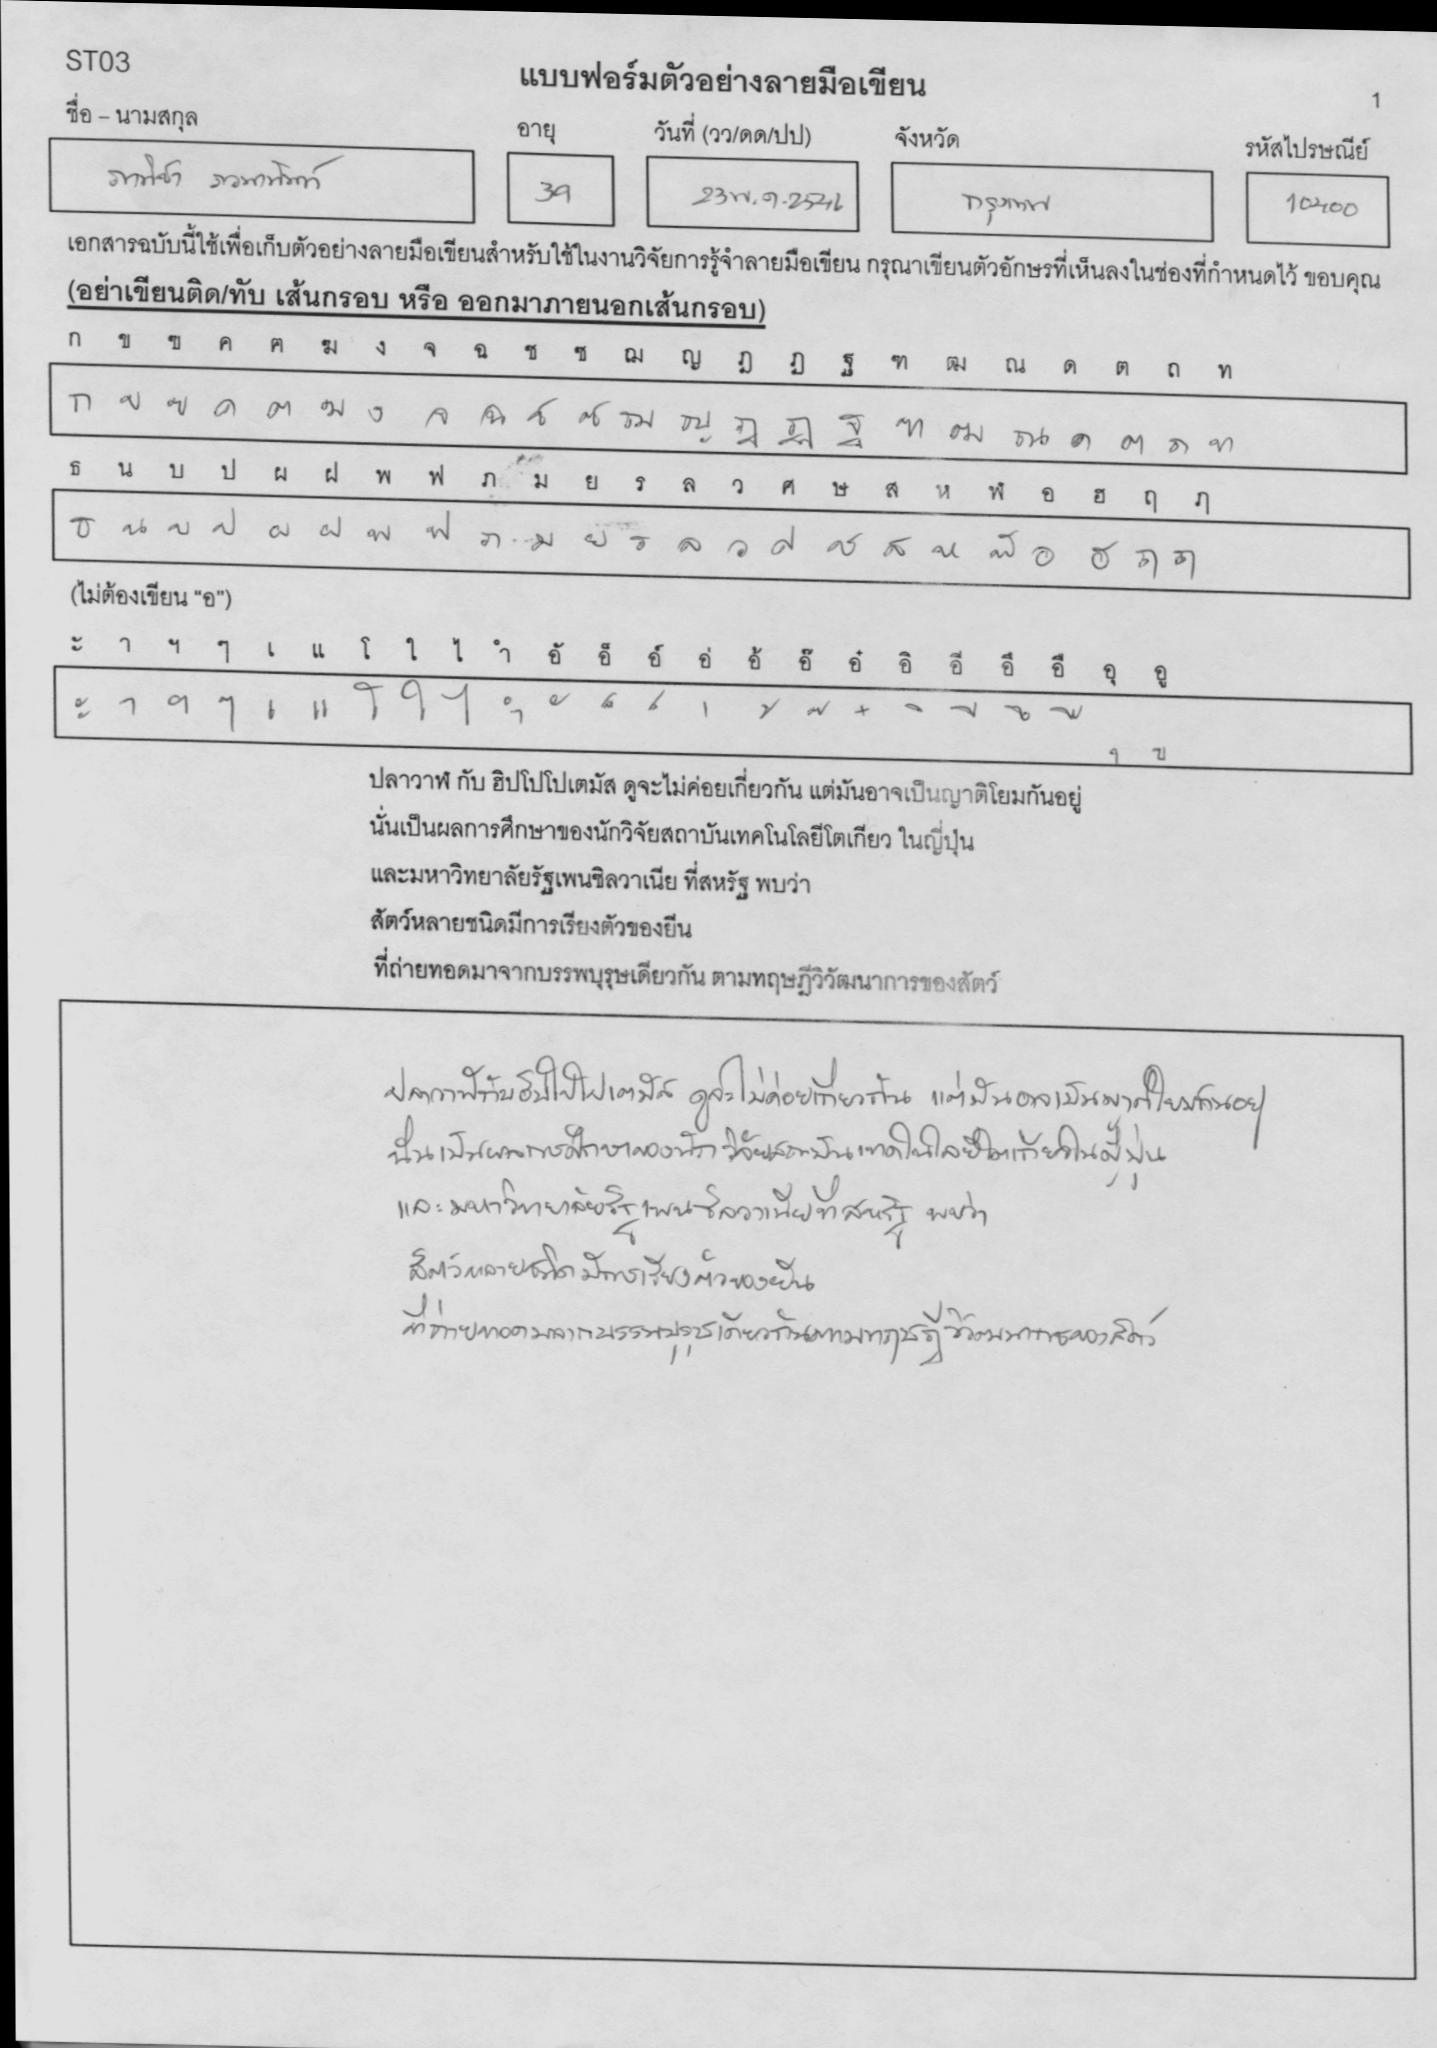 ST03
แบบฟอร์มตัวอย่างลายมือเขียน
1
ชื่อ – นามสกุล อายุ วันที่ (วว/ดด/ปป) จังหวัด รหัสไปรษณีย์
39 23 พ.ค. 2546 กรุงเทพ 10400
เอกสารฉบับนี้ใช้เพื่อเก็บตัวอย่างลายมือเขียนสำหรับใช้ในงานวิจัยการรู้จำลายมือเขียน กรุณาเขียนตัวอักษรที่เห็นลงในช่องที่กำหนดไว้ ขอบคุณ
(อย่าเขียนติด/ทับ เส้นกรอบ หรือ ออกมาภายนอกเส้นกรอบ)
ก ข ฃ ค ฅ ฆ ง จ ฉ ช ซ ฌ ญ ฎ ฏ ฐ ฑ ฒ ณ ด ต ถ ท
ก ข ฃ ค ฅ ฆ ง จ ฉ ช ซ ฌ ญ ฎ ฏ ฐ ฑ ฒ ณ ด ต ถ ท
ธ น บ ป ผ ฝ พ ฟ ภ ม ย ร ล ว ศ ษ ส ห ฬ อ ฮ ฤ ฦ
ธ น บ ป ผ ฝ พ ฟ ภ ม ย ร ล ว ศ ษ ส ห ฬ อ ฮ ฤ ฦ
(ไม่ต้องเขียน “อ”)
ะ า ฯ ๆ เ แ โ ใ ไ ำ อั อ็ อ์ อ่ อ้ อ๊ อ๋ อิ อี อึ อื อุ อู
ะ า ฯ ๆ เ แ โ ใ ไ ำ ั ็ ์ ่ ้ ๊ ๋ ิ ี ึ ื ุ ู
ปลาวาฬ กับ ฮิปโปโปเตมัส ดูจะไม่ค่อยเกี่ยวกัน แต่มันอาจเป็นญาติโยมกันอยู่
นั่นเป็นผลการศึกษาของนักวิจัยสถาบันเทคโนโลยีโตเกียว ในญี่ปุ่น
และมหาวิทยาลัยรัฐเพนซิลวาเนีย ที่สหรัฐ พบว่า
สัตว์หลายชนิดมีการเรียงตัวของยีน
ที่ถ่ายทอดมาจากบรรพบุรุษเดียวกัน ตามทฤษฎีวิวัฒนาการของสัตว์
ปลาวาฬกับฮิปโปโปเตมัส ดูจะไม่ค่อยเกี่ยวกัน แต่มันอาจเป็นญาติโยมกันอยู่
นั่นเป็นผลการศึกษาของนักวิจัยสถาบันเทคโนโลยีโตเกียวในญี่ปุ่น
และมหาวิทยาลัยรัฐเพนซิลวาเนียที่สหรัฐ พบว่า
สัตว์หลายชนิดมีการเรียงตัวของยีน
ที่ถ่ายทอดมาจากบรรพบุรุษเดียวกันตามทฤษฎีวิวัฒนาการของสัตว์